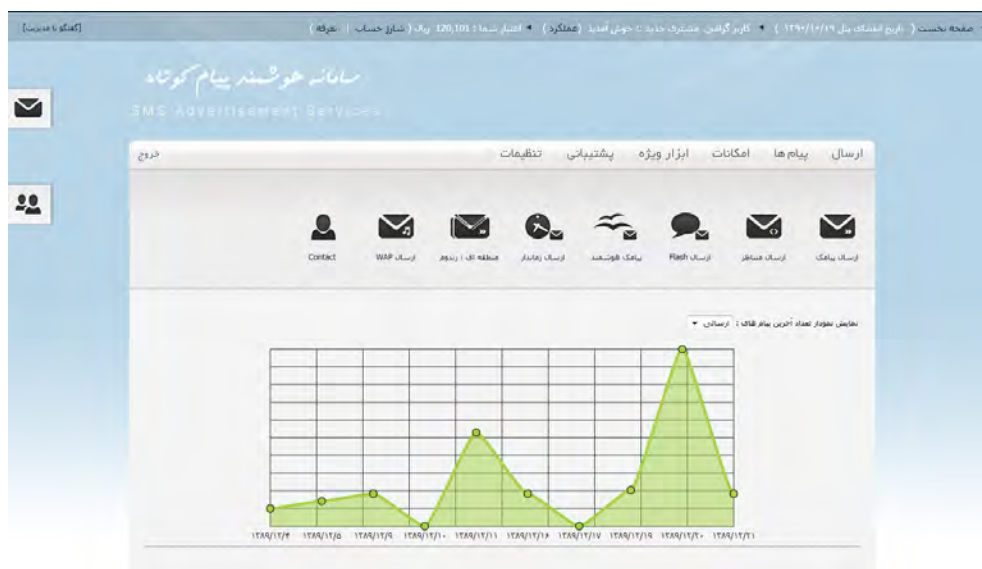 صفحه نخست ( تاریخ انقضای پنل ۱۳۹۰/۱۰/۱۹ ) ◄ کاربر گرامی, مشترک جدید تا خوش آمدید (عملکرد) ◄ اعتبار شما : 120,101 ریال ( شارژ حساب | تعرفه )
[گفتگو با مدیریت]
سامانه هوشمند پیام کوتاه
SMS Advertisement Services
ارسال پیام ها امکانات ابزار ویژه پشتیبانی تنظیمات خروج
ارسال پیامک ارسال متناظر ارسال Flash پیامک هوشمند ارسال زماندار منطقه ای / رندوم ارسال WAP Contact
نمایش نمودار تعداد آخرین پیام های : ارسالی
۱۳۸۹/۱۲/۴ ۱۳۸۹/۱۲/۵ ۱۳۸۹/۱۲/۹ ۱۳۸۹/۱۲/۱۰ ۱۳۸۹/۱۲/۱۱ ۱۳۸۹/۱۲/۱۶ ۱۳۸۹/۱۲/۱۷ ۱۳۸۹/۱۲/۱۹ ۱۳۸۹/۱۲/۲۰ ۱۳۸۹/۱۲/۲۱